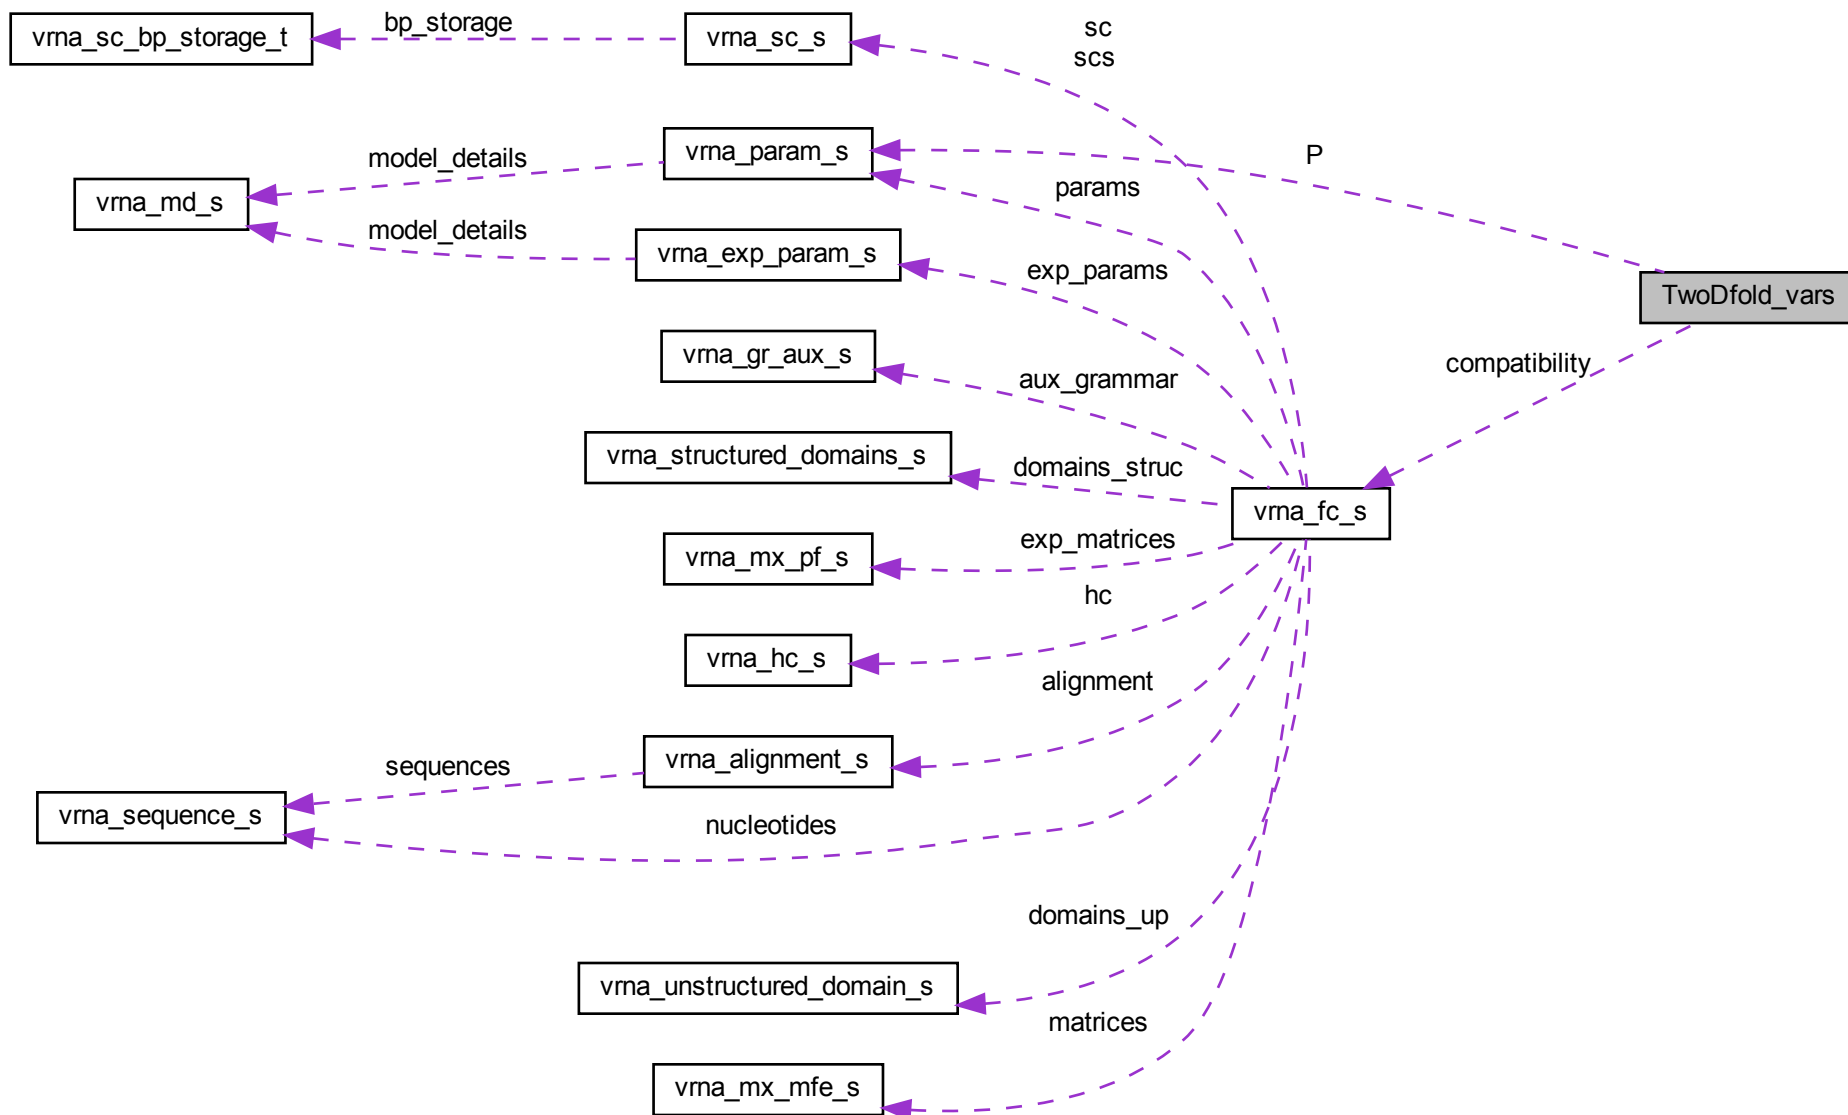 vrna_sc_bp_storage_t
bp_storage
vrna_sc_s
sc
scs
vrna_param_s
model_details
P
vrna_md_s
params
model_details
vrna_exp_param_s
exp_params
TwoDfold_vars
vrna_gr_aux_s
aux_grammar
compatibility
vrna_structured_domains_s
domains_struc
vrna_fc_s
vrna_mx_pf_s
exp_matrices
hc
vrna_hc_s
alignment
vrna_alignment_s
sequences
vrna_sequence_s
nucleotides
domains_up
vrna_unstructured_domain_s
matrices
vrna_mx_mfe_s